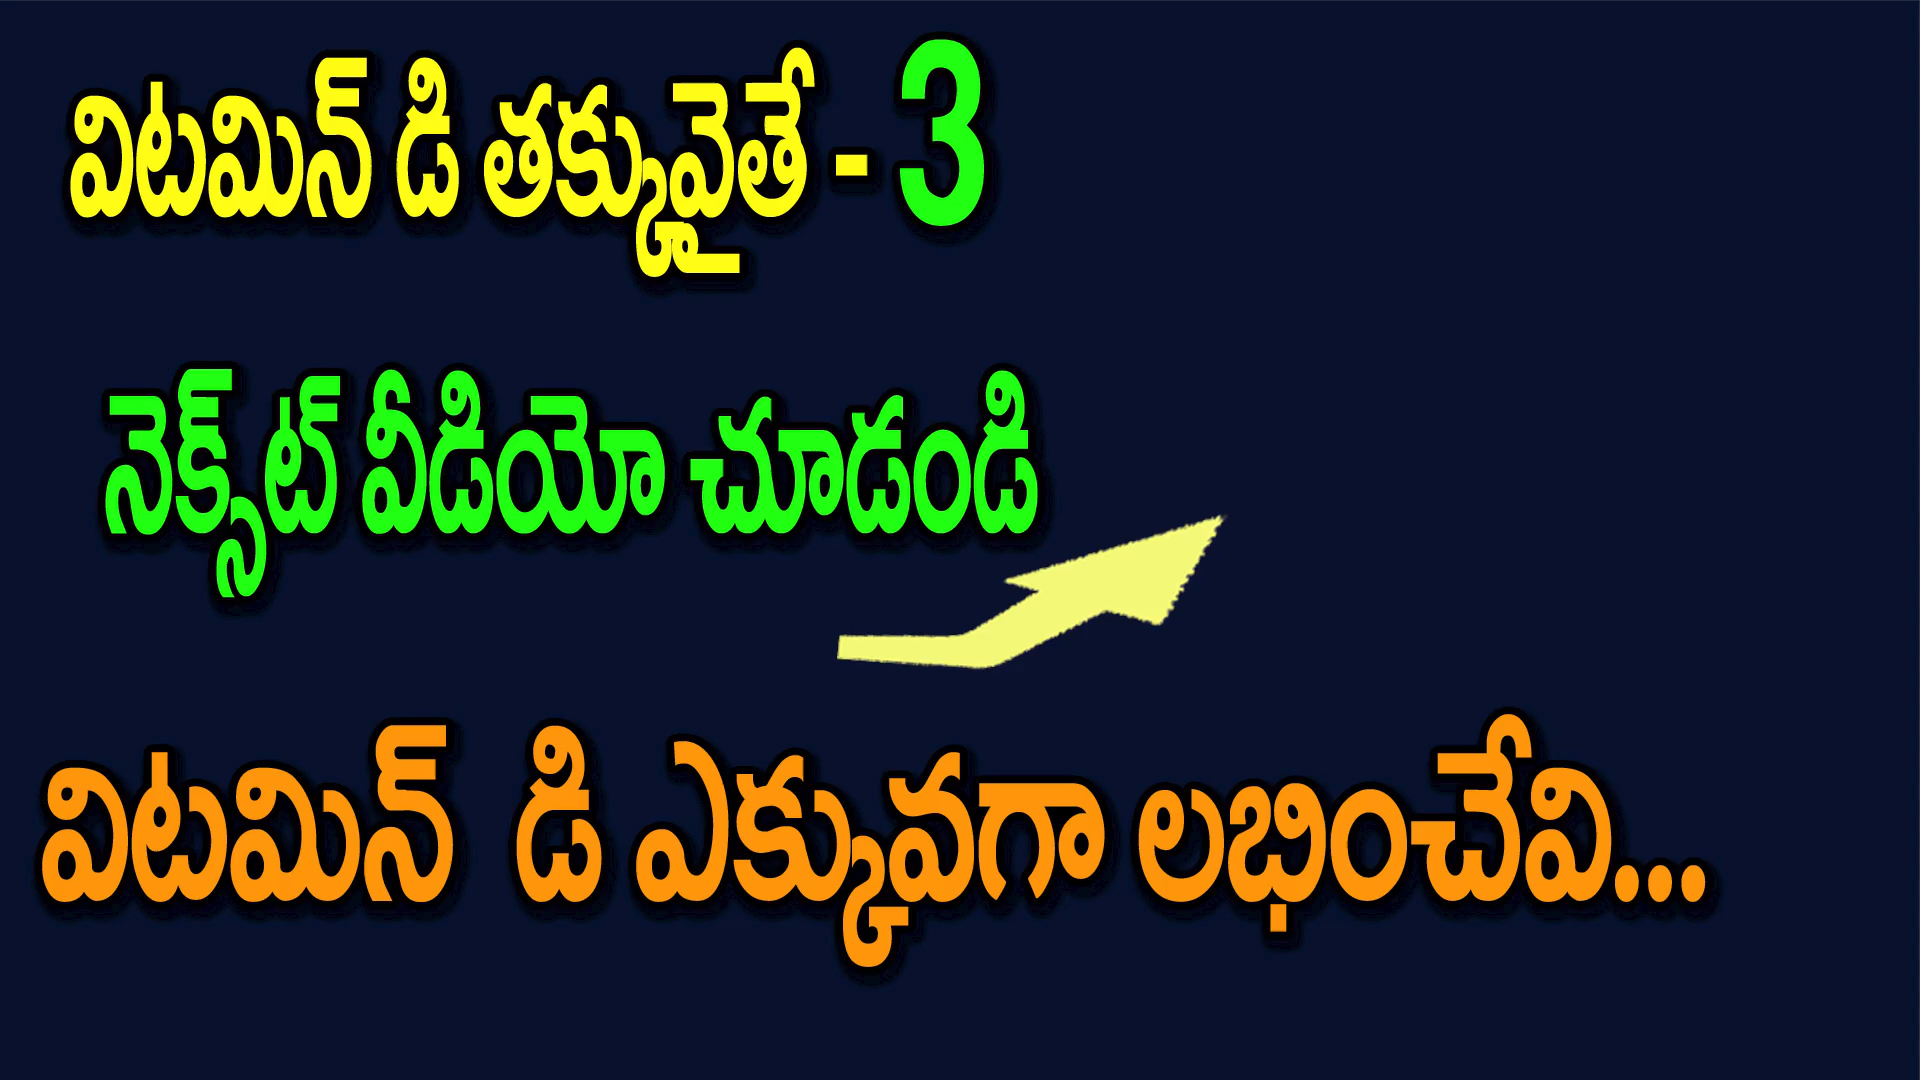 విటమిన్ డి తక్కువైతే - 3
నెక్స్ట్ వీడియో చూడండి
విటమిన్ డి ఎక్కువగా లభించేవి...